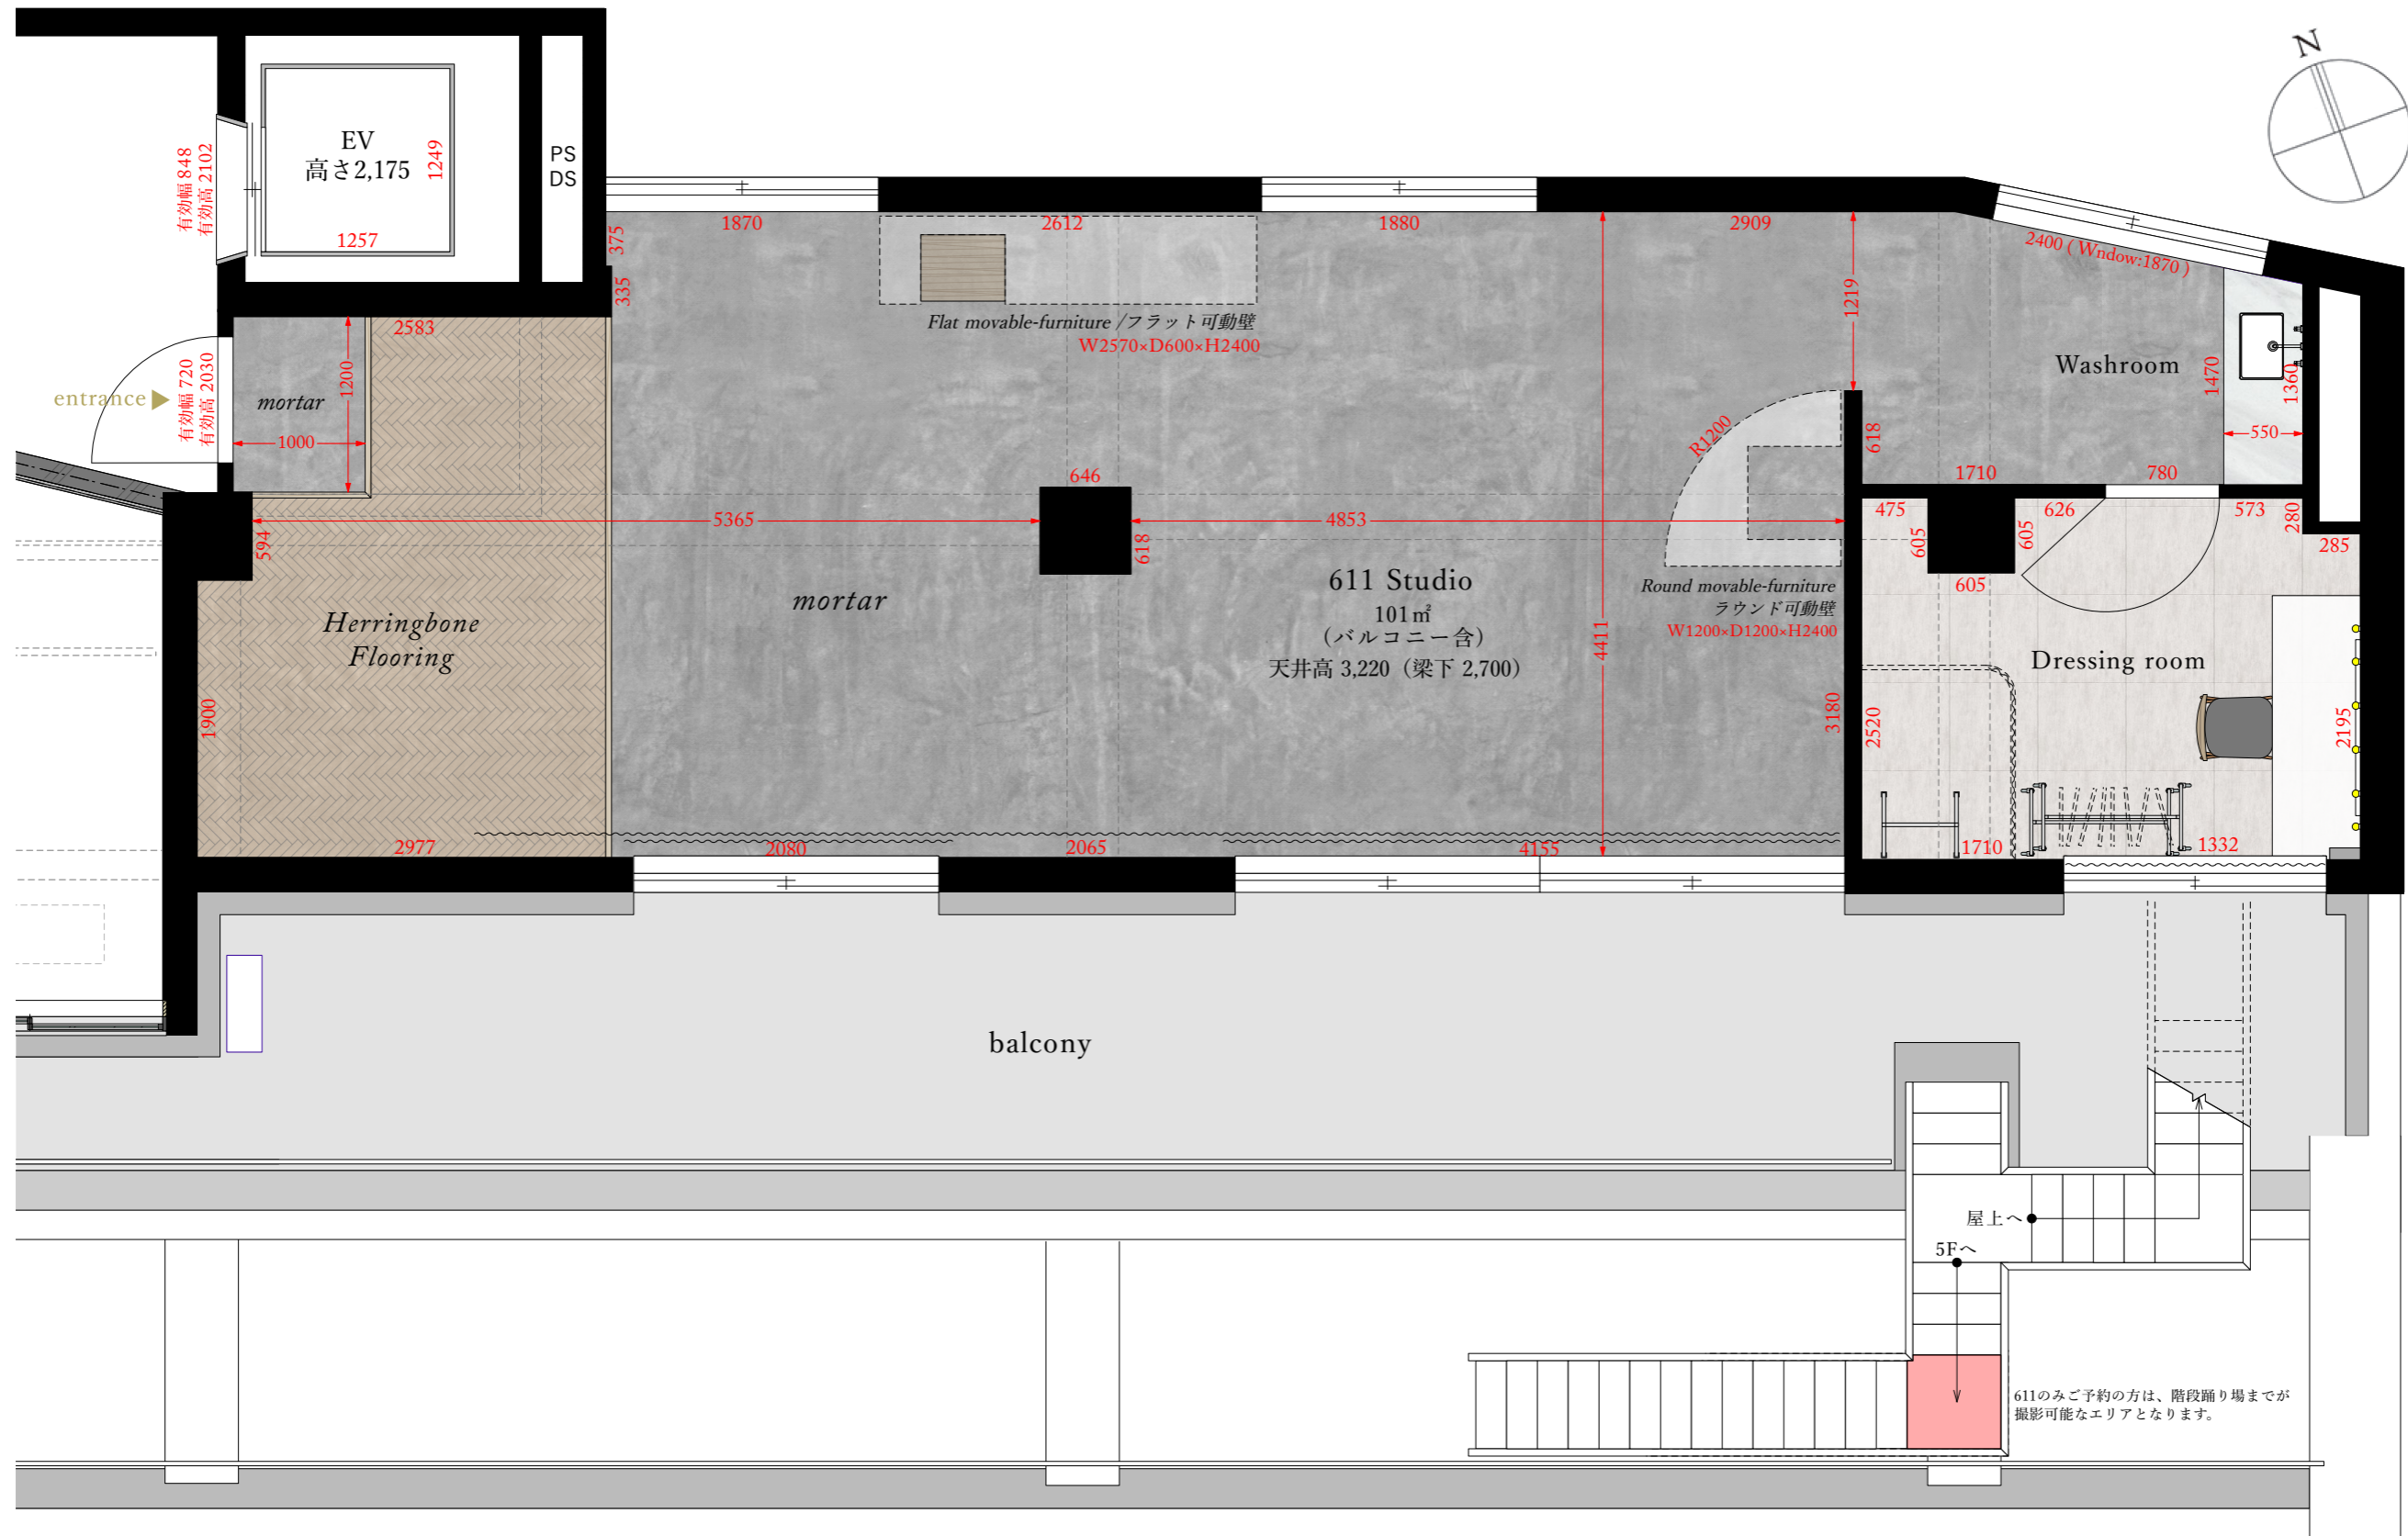 N
EV
高さ2,175
1249
1257
PS
DS
有効幅 848
有効高 2102
1870
2612
1880
2909
2400 ( Wndow:1870 )
375
335
Flat movable-furniture /フラット可動壁
W2570×D600×H2400
1219
2583
1200
mortar
1000
entrance
有効幅 720
有効高 2030
Washroom
1470
1360
550
R1200
618
1710
780
646
5365
4853
594
618
475
626
573
280
605
605
605
285
611 Studio
101㎡
（バルコニー含）
天井高 3,220（梁下 2,700）
mortar
Herringbone
Flooring
Round movable-furniture
ラウンド可動壁
W1200×D1200×H2400
4411
Dressing room
1900
3180
2520
2195
2977
2080
2065
4155
1710
1332
balcony
屋上へ
5Fへ
611のみご予約の方は、階段踊り場までが
撮影可能なエリアとなります。